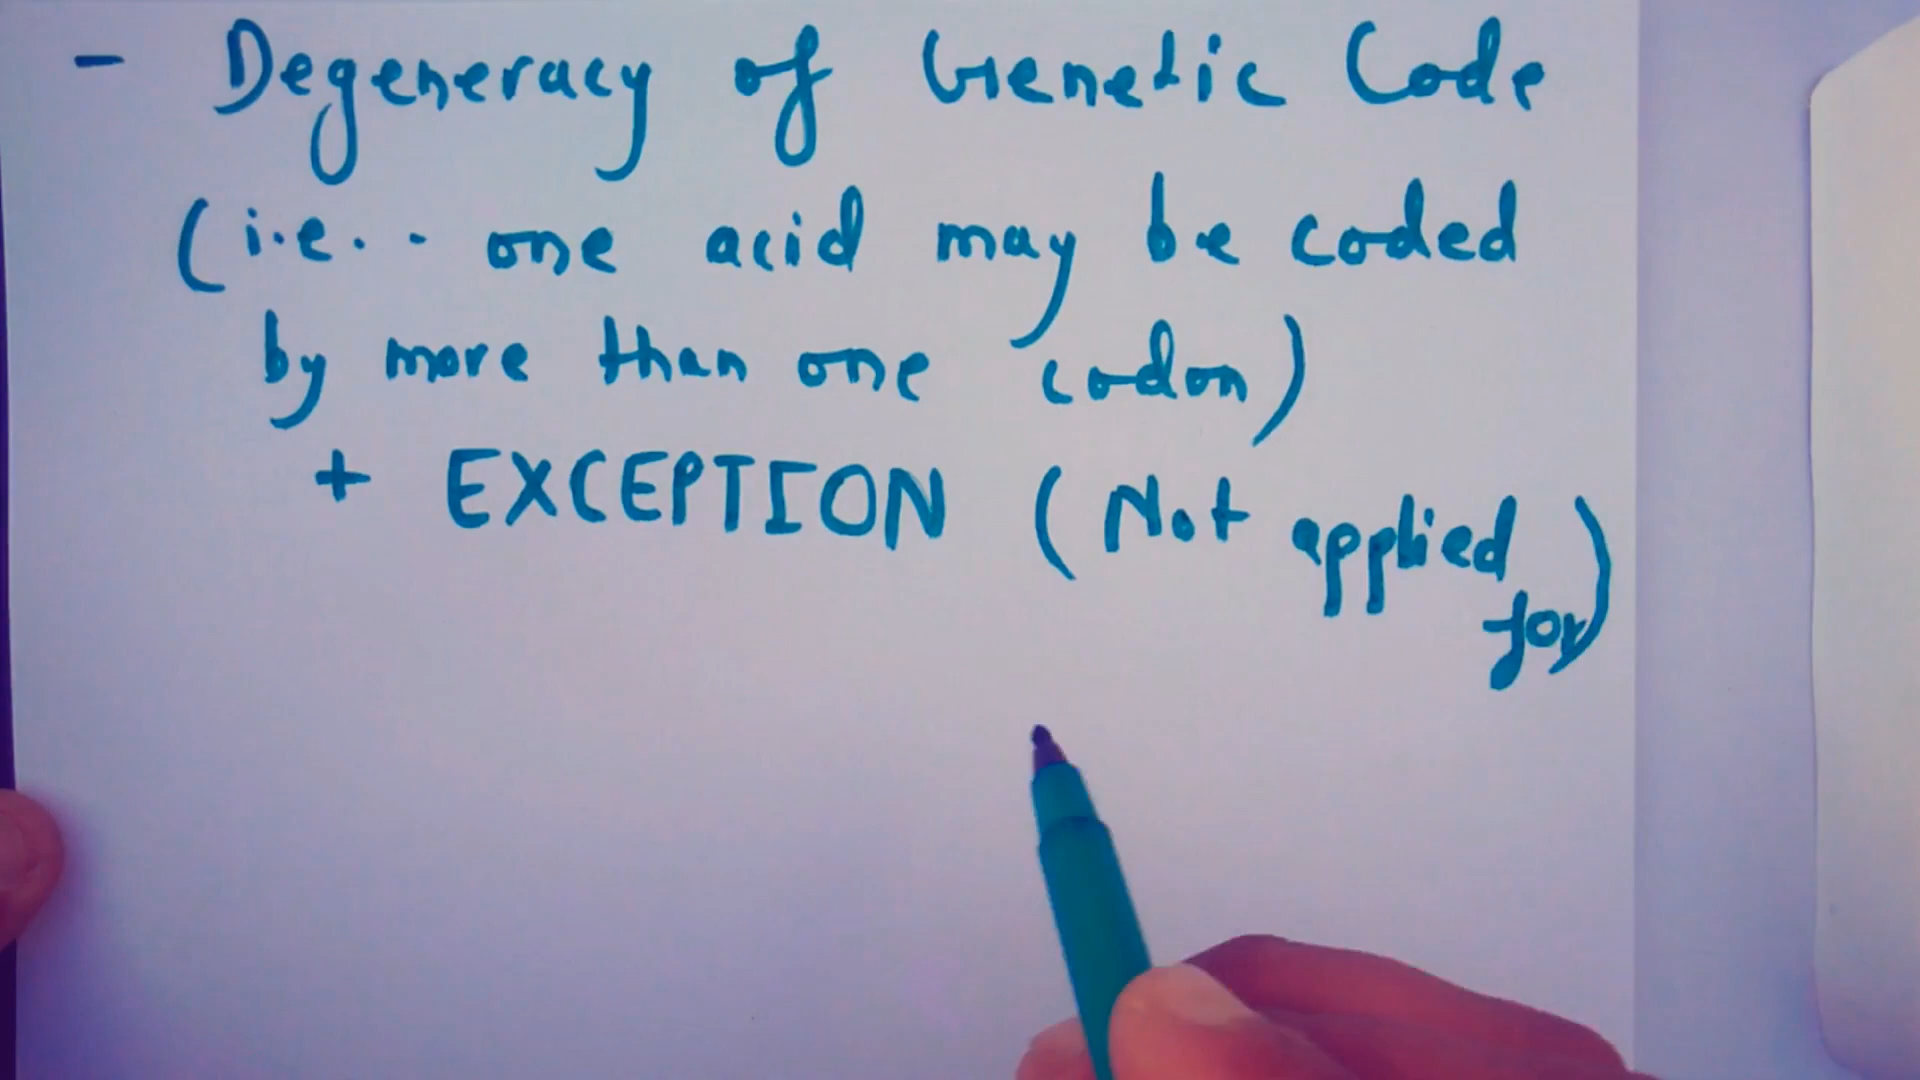 - Degeneracy of Genetic Code
(i.e.. one acid may be coded
by more than one codon)
+ EXCEPTION (Not applied
for)